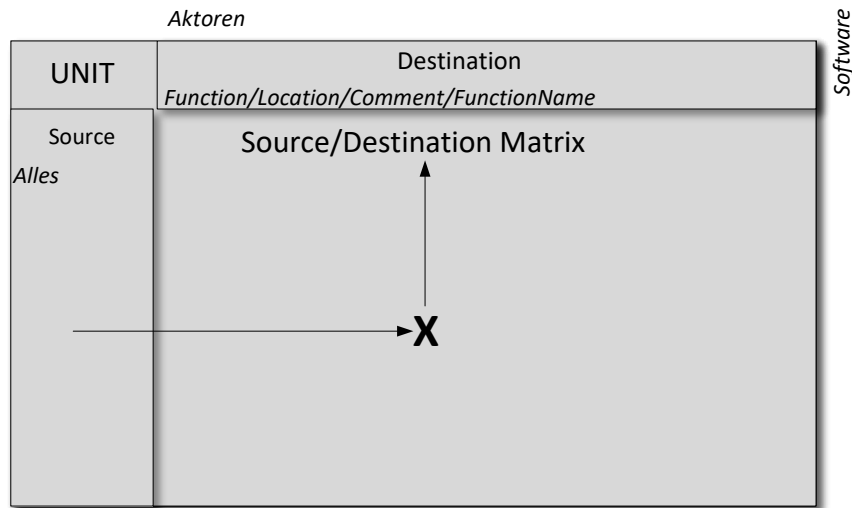 Aktoren
Software
UNIT
Destination
Function/Location/Comment/FunctionName
Source
Source/Destination Matrix
Alles
X